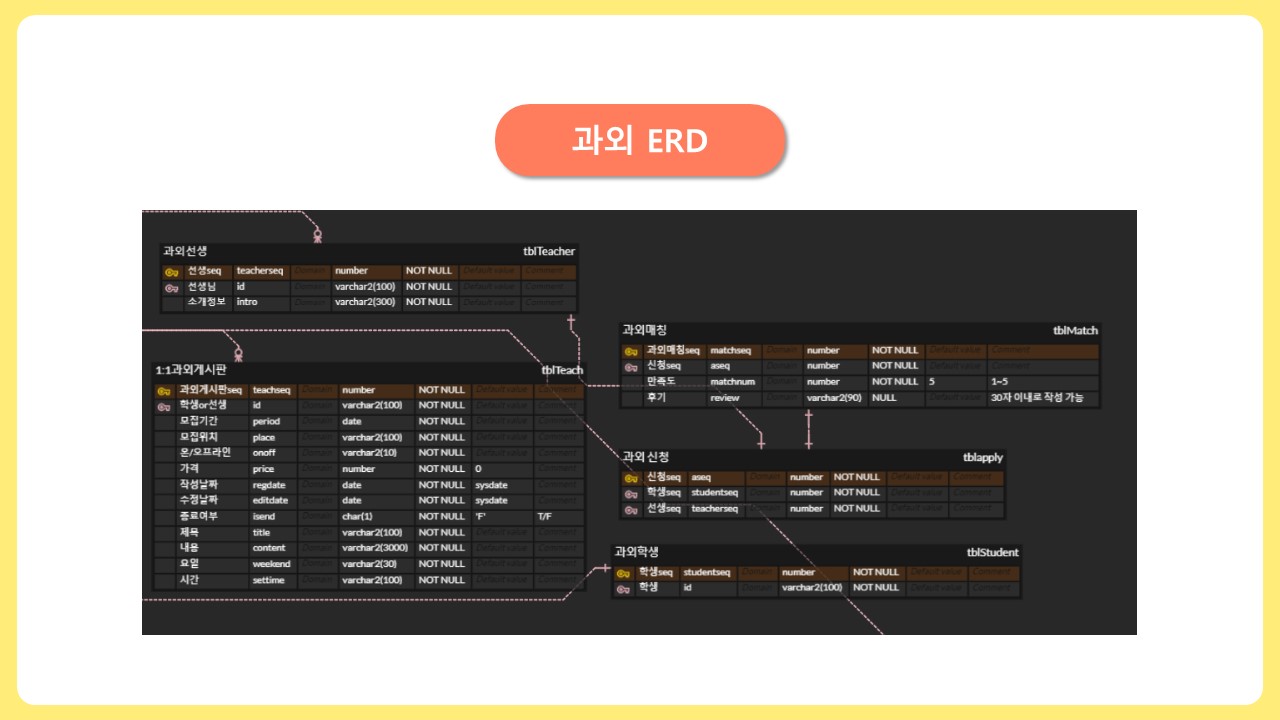 과외 ERD
과외선생 tblTeacher
선생seq teacherseq Domain number NOT NULL Default value Comment
선생님 id Domain varchar2(100) NOT NULL Default value Comment
소개정보 intro Domain varchar2(300) NOT NULL Default value Comment
1:1과외게시판 tblTeach
과외게시판seq teachseq Domain number NOT NULL Default value Comment
학생or선생 id Domain varchar2(100) NOT NULL Default value Comment
모집기간 period Domain date NOT NULL Default value Comment
모집위치 place Domain varchar2(100) NOT NULL Default value Comment
온/오프라인 onoff Domain varchar2(10) NOT NULL Default value Comment
가격 price Domain number NOT NULL 0 Comment
작성날짜 regdate Domain date NOT NULL sysdate Comment
수정날짜 editdate Domain date NOT NULL sysdate Comment
종료여부 isend Domain char(1) NOT NULL 'F' T/F
제목 title Domain varchar2(100) NOT NULL Default value Comment
내용 content Domain varchar2(3000) NOT NULL Default value Comment
요일 weekend Domain varchar2(30) NOT NULL Default value Comment
시간 settime Domain varchar2(100) NOT NULL Default value Comment
과외매칭 tblMatch
과외매칭seq matchseq Domain number NOT NULL Default value Comment
신청seq aseq Domain number NOT NULL Default value Comment
만족도 matchnum Domain number NOT NULL 5 1~5
후기 review Domain varchar2(90) NULL Default value 30자 이내로 작성 가능
과외 신청 tblapply
신청seq aseq Domain number NOT NULL Default value Comment
학생seq studentseq Domain number NOT NULL Default value Comment
선생seq teacherseq Domain number NOT NULL Default value Comment
과외학생 tblStudent
학생seq studentseq Domain number NOT NULL Default value Comment
학생 id Domain varchar2(100) NOT NULL Default value Comment